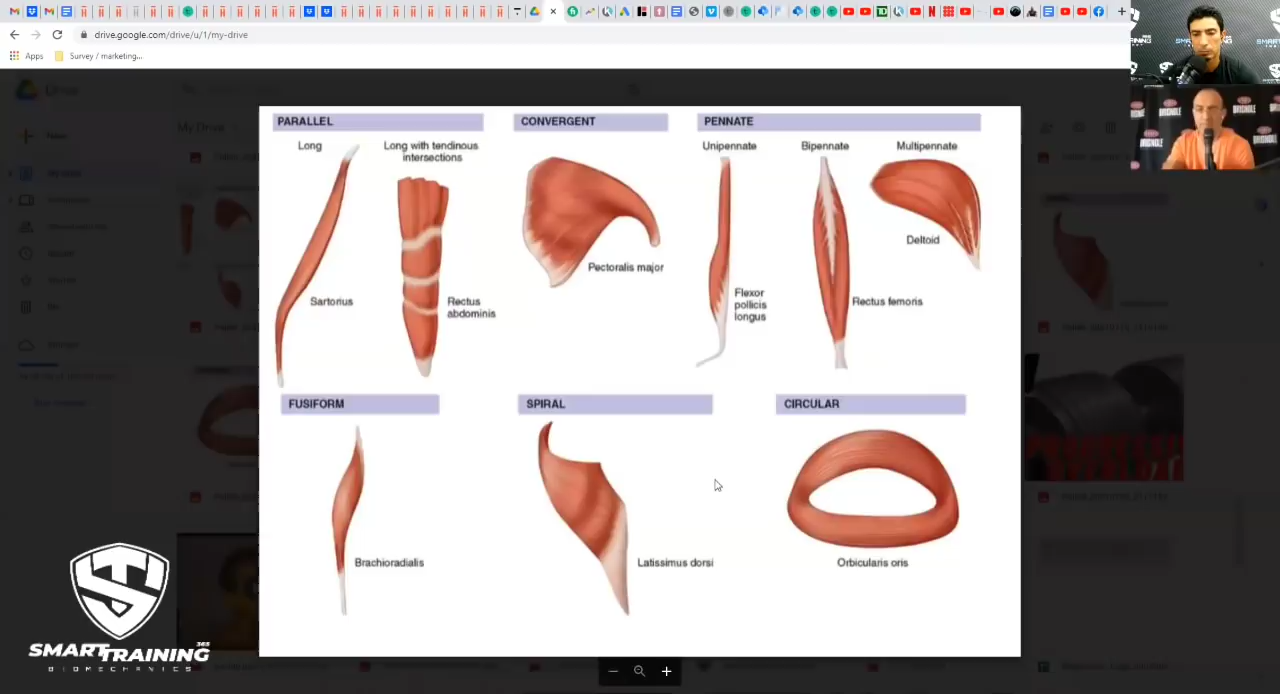 drive.google.com/drive/u/1/my-drive
Apps
Survey / marketing...
PARALLEL
CONVERGENT
PENNATE
Long
Long with tendinous
intersections
Unipennate
Bipennate
Multipennate
Sartorius
Rectus
abdominis
Pectoralis major
Flexor
pollicis
longus
Rectus femoris
Deltoid
FUSIFORM
SPIRAL
CIRCULAR
Brachioradialis
Latissimus dorsi
Orbicularis oris
SMART TRAINING 365
BIOMECHANICS